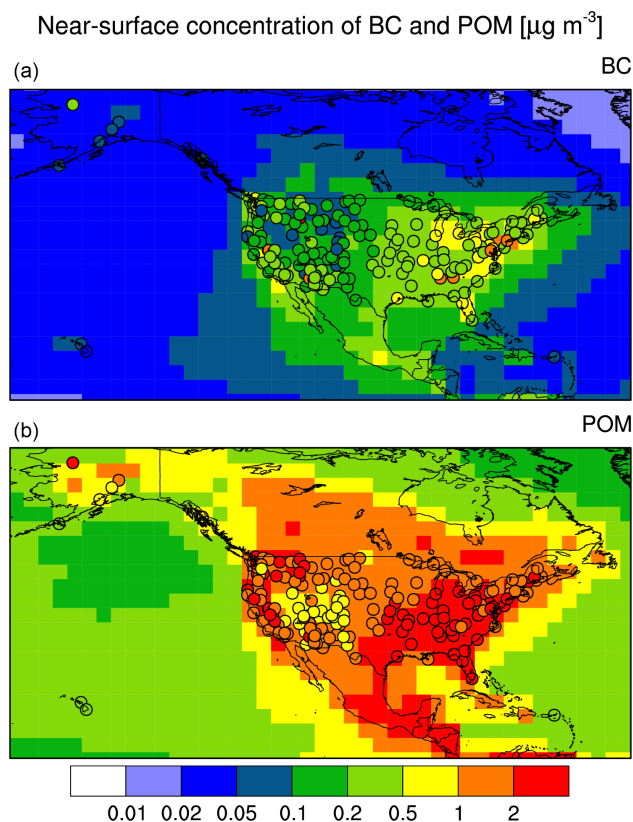 Near-surface concentration of BC and POM [μg m-3]
(a)
BC
(b)
POM
0.01 0.02 0.05 0.1 0.2 0.5 1 2